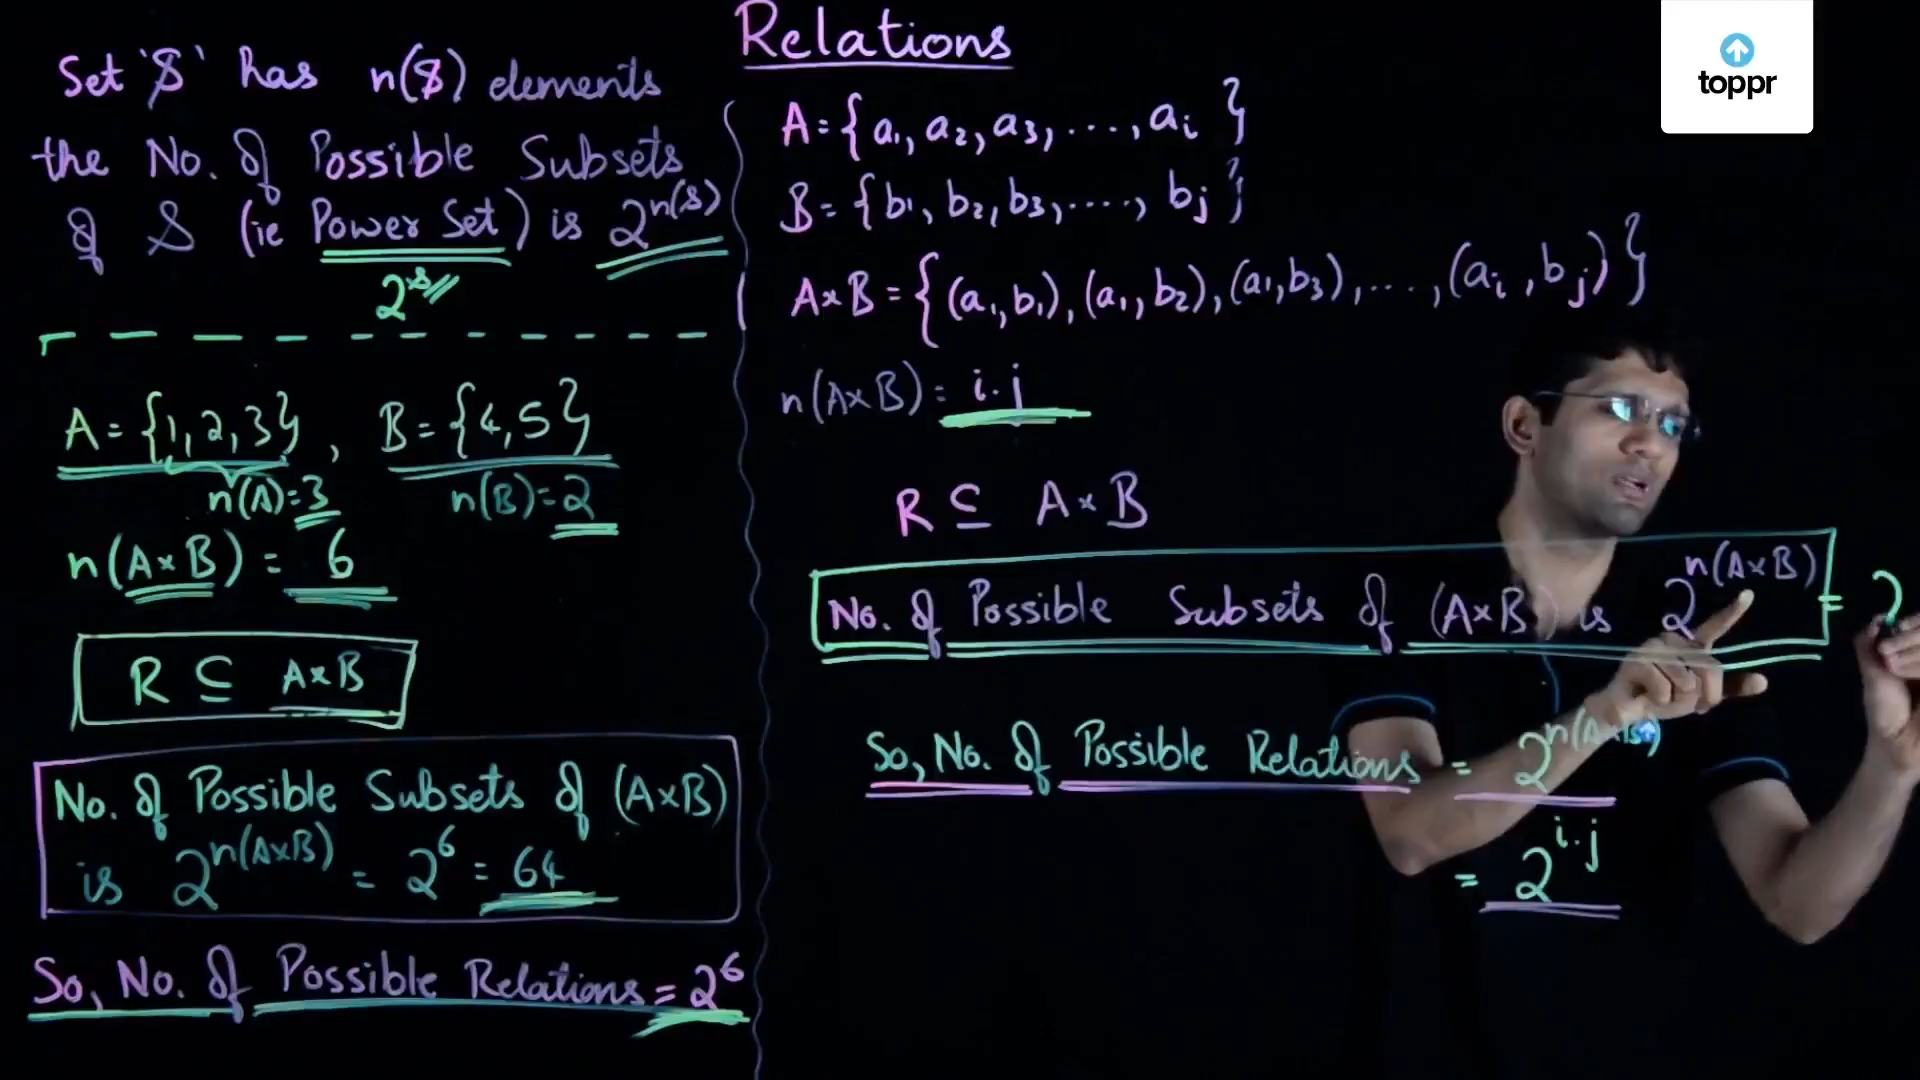 Relations
toppr
Set 'S' has n(S) elements
the No. of Possible Subsets
of S (ie Power Set) is 2^n(S)
2^S
A = {1, 2, 3} , B = {4, 5}
n(A) = 3 n(B) = 2
n(A×B) = 6
R ⊆ A×B
No. of Possible Subsets of (A×B)
is 2^n(A×B) = 2^6 = 64
So, No. of Possible Relations = 2^6
A = { a₁, a₂, a₃, ...., aᵢ }
B = { b₁, b₂, b₃, ...., bⱼ }
A×B = { (a₁, b₁), (a₁, b₂), (a₁, b₃), ...., (aᵢ, bⱼ) }
n(A×B) = i.j
R ⊆ A×B
No. of Possible Subsets of (A×B) is 2^n(A×B) = 2
So, No. of Possible Relations = 2^n(A×B)
= 2^i.j